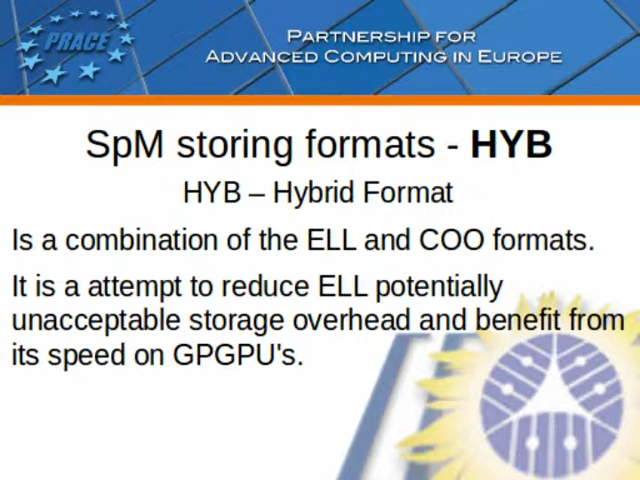 PRACE
PARTNERSHIP FOR
ADVANCED COMPUTING IN EUROPE
SpM storing formats - HYB
HYB – Hybrid Format
Is a combination of the ELL and COO formats.
It is a attempt to reduce ELL potentially
unacceptable storage overhead and benefit from
its speed on GPGPU's.